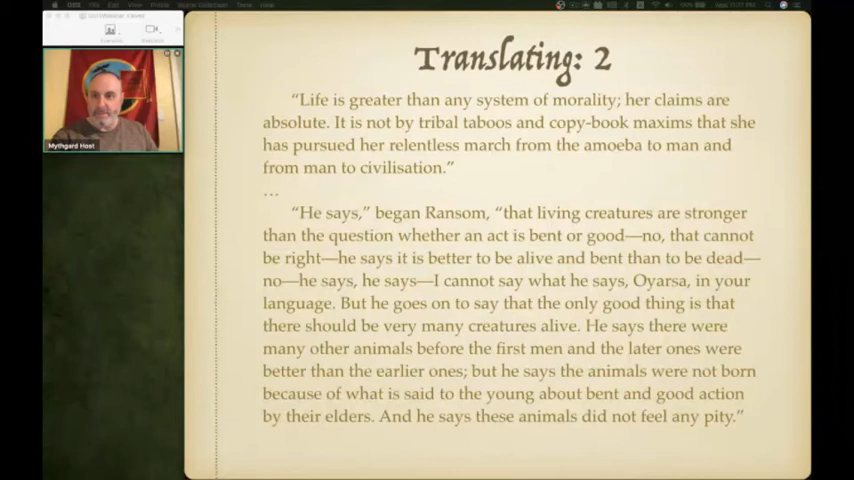 Translating: 2
“Life is greater than any system of morality; her claims are
absolute. It is not by tribal taboos and copy-book maxims that she
has pursued her relentless march from the amoeba to man and
from man to civilisation.”
…
“He says,” began Ransom, “that living creatures are stronger
than the question whether an act is bent or good—no, that cannot
be right—he says it is better to be alive and bent than to be dead—
no—he says, he says—I cannot say what he says, Oyarsa, in your
language. But he goes on to say that the only good thing is that
there should be very many creatures alive. He says there were
many other animals before the first men and the later ones were
better than the earlier ones; but he says the animals were not born
because of what is said to the young about bent and good action
by their elders. And he says these animals did not feel any pity.”
Mythgard Host